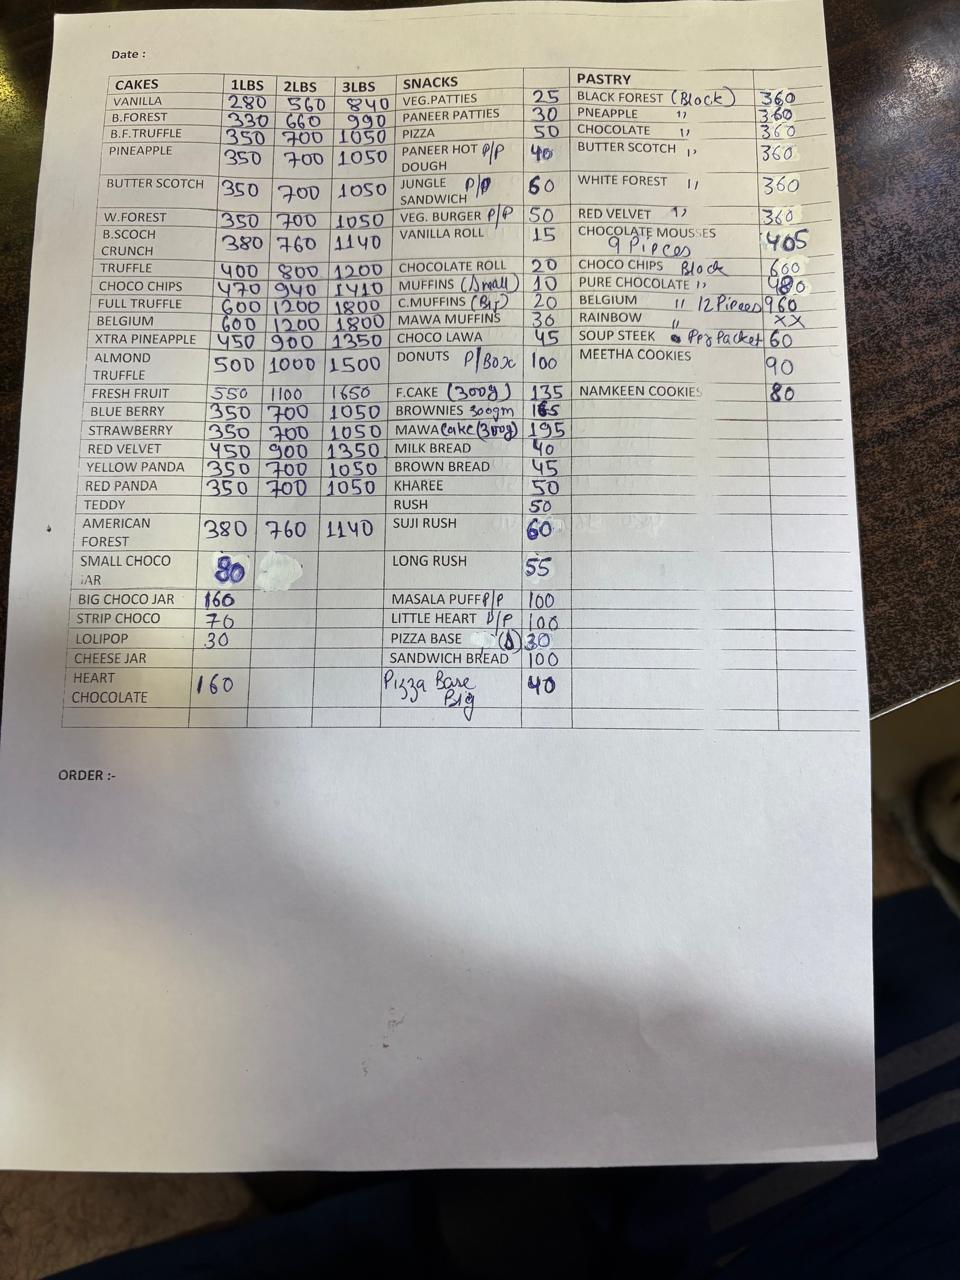 Date :
CAKES 1LBS 2LBS 3LBS SNACKS PASTRY
VANILLA 280 560 840 VEG.PATTIES 25 BLACK FOREST (Block) 360
B.FOREST 330 660 990 PANEER PATTIES 30 PNEAPPLE " 360
B.F.TRUFFLE 350 700 1050 PIZZA 50 CHOCOLATE " 360
PINEAPPLE 350 700 1050 PANEER HOT P/P 40 BUTTER SCOTCH " 360
DOUGH
BUTTER SCOTCH 350 700 1050 JUNGLE P/P 60 WHITE FOREST " 360
SANDWICH
W.FOREST 350 700 1050 VEG. BURGER P/P 50 RED VELVET " 360
B.SCOCH 380 760 1140 VANILLA ROLL 15 CHOCOLATE MOUSSES 405
CRUNCH 9 Pieces
TRUFFLE 400 800 1200 CHOCOLATE ROLL 20 CHOCO CHIPS Block 600
CHOCO CHIPS 470 940 1410 MUFFINS (Small) 10 PURE CHOCOLATE "
FULL TRUFFLE 600 1200 1800 C.MUFFINS (Big) 20 BELGIUM " 12 Pieces 960
BELGIUM 600 1200 1800 MAWA MUFFINS 30 RAINBOW " XX
XTRA PINEAPPLE 450 900 1350 CHOCO LAWA 45 SOUP STEEK Per Packet 60
ALMOND 500 1000 1500 DONUTS P/Box 100 MEETHA COOKIES 90
TRUFFLE
FRESH FRUIT 550 1100 1650 F.CAKE (300g) 135 NAMKEEN COOKIES 80
BLUE BERRY 350 700 1050 BROWNIES 300gm 165
STRAWBERRY 350 700 1050 MAWA Cake (300g) 195
RED VELVET 450 900 1350 MILK BREAD 40
YELLOW PANDA 350 700 1050 BROWN BREAD 45
RED PANDA 350 700 1050 KHAREE 50
TEDDY RUSH 50
AMERICAN 380 760 1140 SUJI RUSH 60
FOREST
SMALL CHOCO 80 LONG RUSH 55
JAR
BIG CHOCO JAR 160 MASALA PUFF P/P 100
STRIP CHOCO 70 LITTLE HEART P/P 100
LOLIPOP 30 PIZZA BASE (S) 30
CHEESE JAR SANDWICH BREAD 100
HEART 160 Pizza Base 40
CHOCOLATE Big
ORDER :-